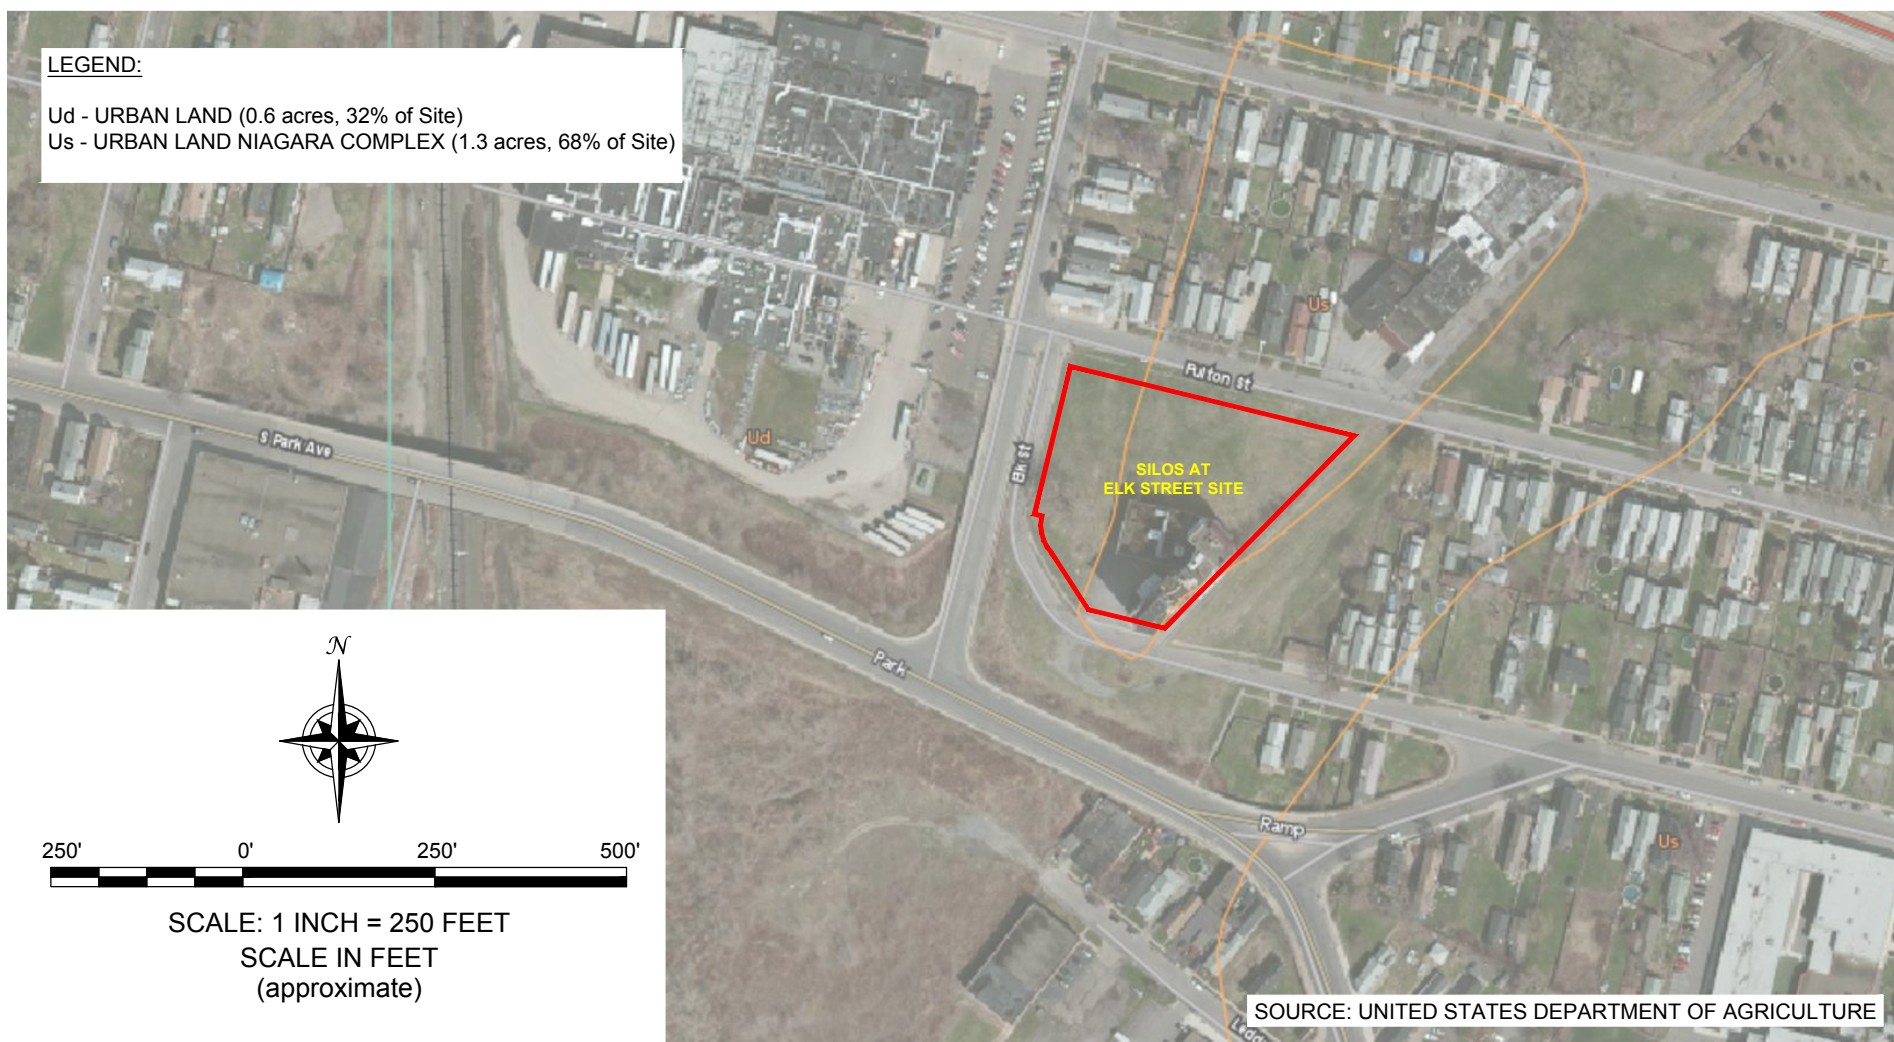 LEGEND:
Ud - URBAN LAND (0.6 acres, 32% of Site)
Us - URBAN LAND NIAGARA COMPLEX (1.3 acres, 68% of Site)
Us
Fulton St
Ud
S Park Ave
SILOS AT
ELK STREET SITE
Park
N
Ramp
Us
250' 0' 250' 500'
SCALE: 1 INCH = 250 FEET
SCALE IN FEET
(approximate)
SOURCE: UNITED STATES DEPARTMENT OF AGRICULTURE